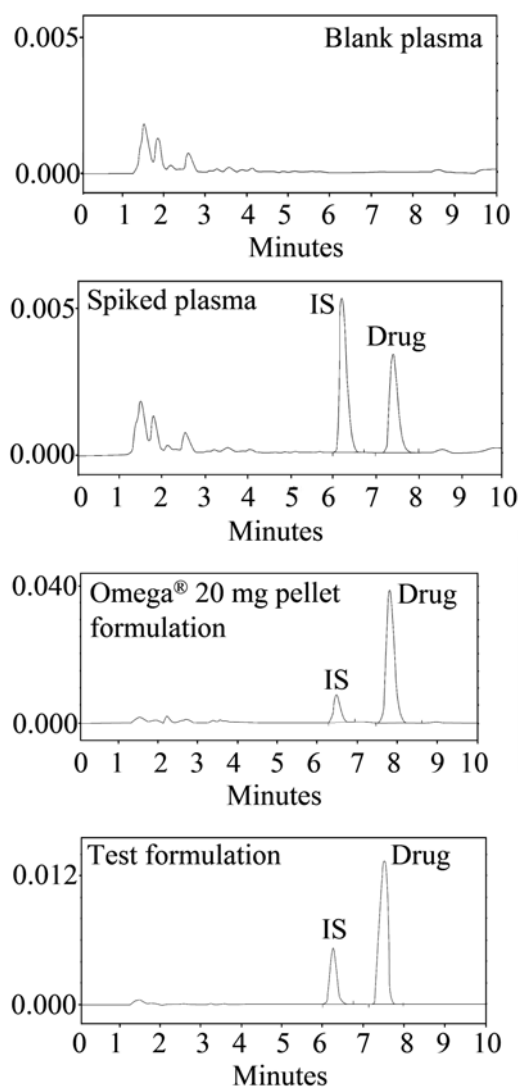 0.005
Blank plasma
0.000
0 1 2 3 4 5 6 7 8 9 10
Minutes
0.005
Spiked plasma
IS
Drug
0.000
0 1 2 3 4 5 6 7 8 9 10
Minutes
0.040
Omega® 20 mg pellet
formulation
Drug
IS
0.000
0 1 2 3 4 5 6 7 8 9 10
Minutes
Test formulation
Drug
0.012
IS
0.000
0 1 2 3 4 5 6 7 8 9 10
Minutes